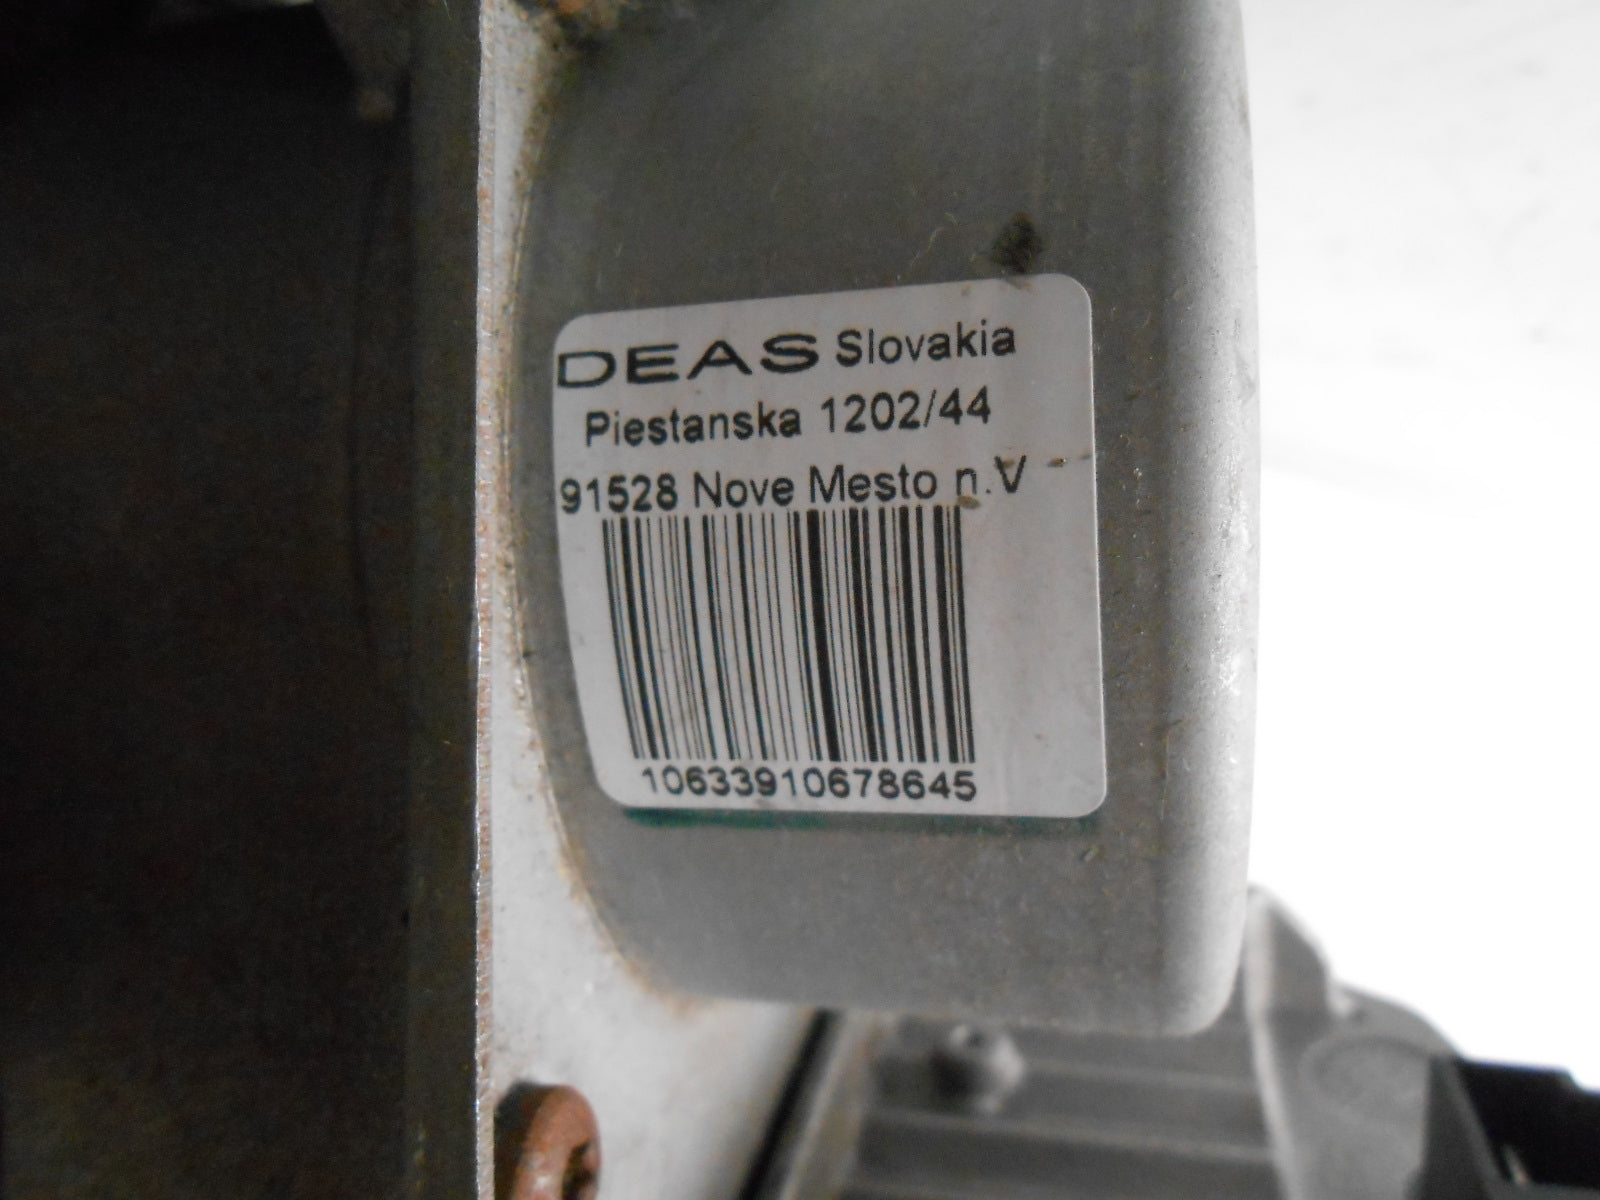 DEAS Slovakia
Piestanska 1202/44
91528 Nove Mesto n.V
10633910678645